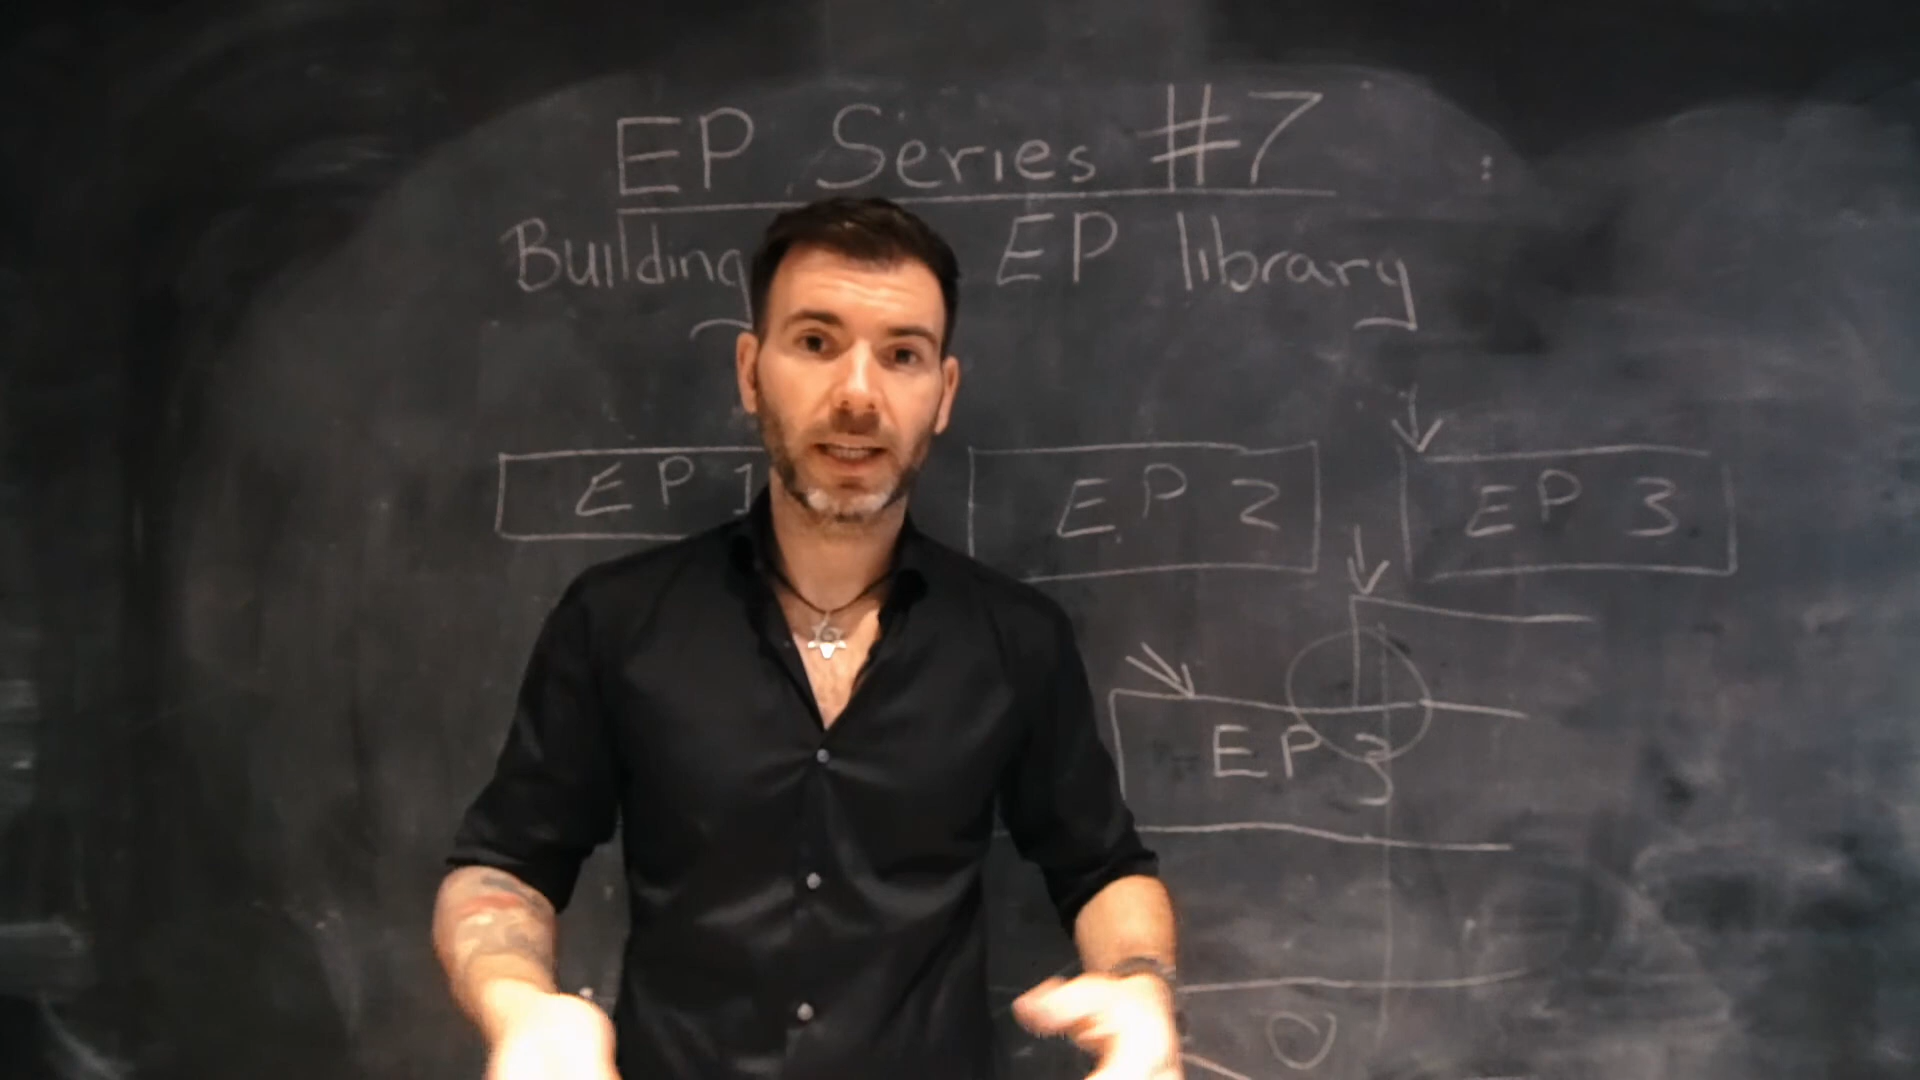 EP Series #7
Building EP library
EP 1 EP 2 EP 3
EP 3